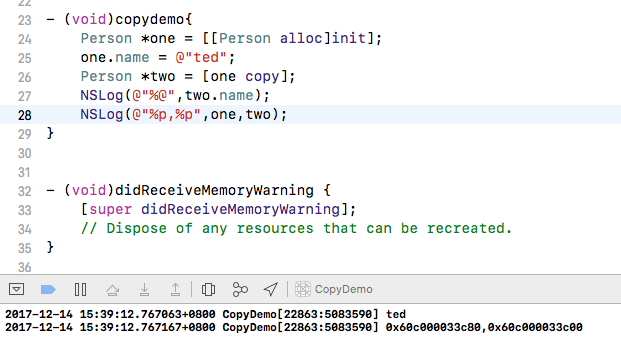 22
23 - (void)copydemo{
24 Person *one = [[Person alloc]init];
25 one.name = @"ted";
26 Person *two = [one copy];
27 NSLog(@"%@",two.name);
28 NSLog(@"%p,%p",one,two);
29 }
30
31
32 - (void)didReceiveMemoryWarning {
33 [super didReceiveMemoryWarning];
34 // Dispose of any resources that can be recreated.
35 }
36
CopyDemo
2017-12-14 15:39:12.767063+0800 CopyDemo[22863:5083590] ted
2017-12-14 15:39:12.767167+0800 CopyDemo[22863:5083590] 0x60c000033c80,0x60c000033c00